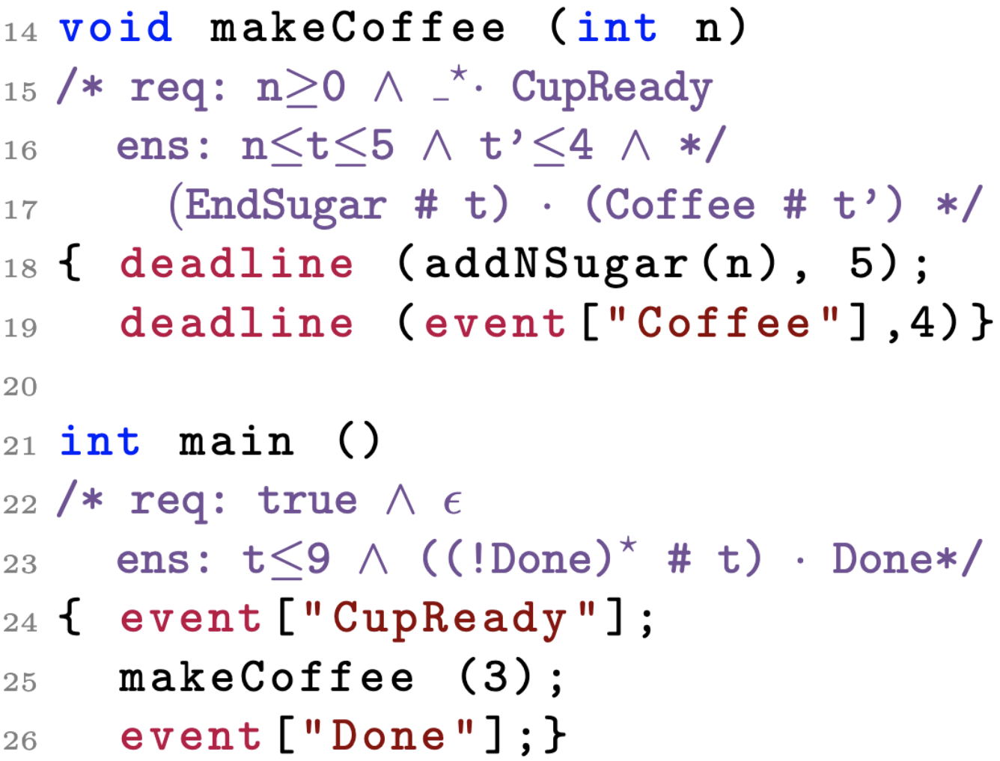 14 void makeCoffee (int n)
15 /* req: n≥0 ∧ _⋆· CupReady
16 ens: n≤t≤5 ∧ t’≤4 ∧ */
17 (EndSugar # t) · (Coffee # t’) */
18 { deadline (addNSugar(n), 5);
19 deadline (event["Coffee"],4)}
20
21 int main ()
22 /* req: true ∧ ϵ
23 ens: t≤9 ∧ ((!Done)⋆ # t) · Done*/
24 { event["CupReady"];
25 makeCoffee (3);
26 event["Done"];}